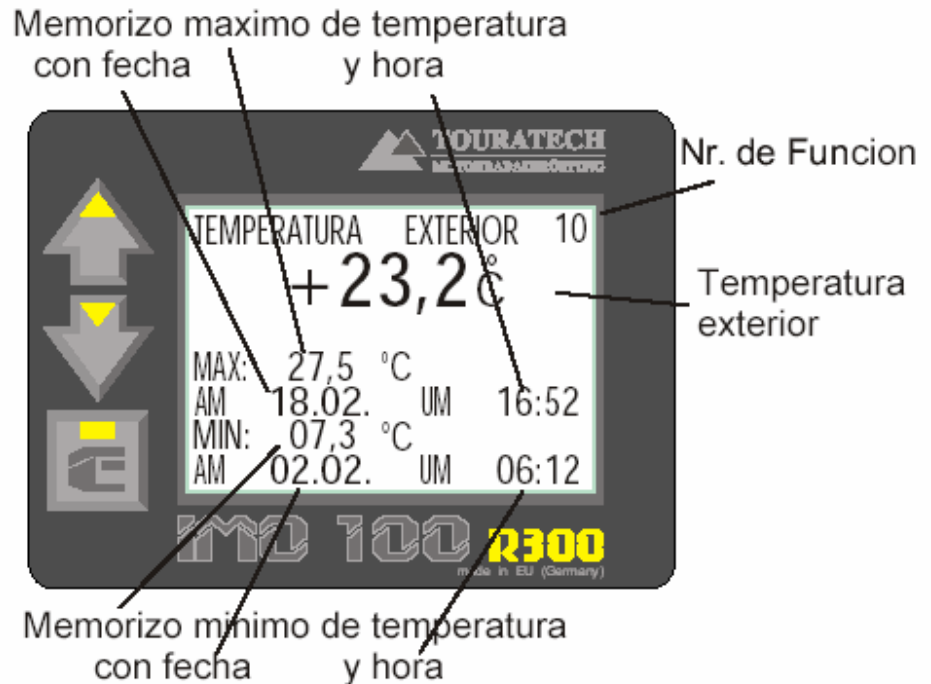 Memorizo maximo de temperatura
con fecha y hora
TOURATECH
Nr. de Funcion
TEMPERATURA EXTERIOR 10
+23,2°C
Temperatura
exterior
MAX: 27,5 °C
AM 18.02. UM 16:52
MIN: 07,3 °C
AM 02.02. UM 06:12
IMO 100 R300
made in EU (Germany)
Memorizo minimo de temperatura
con fecha y hora